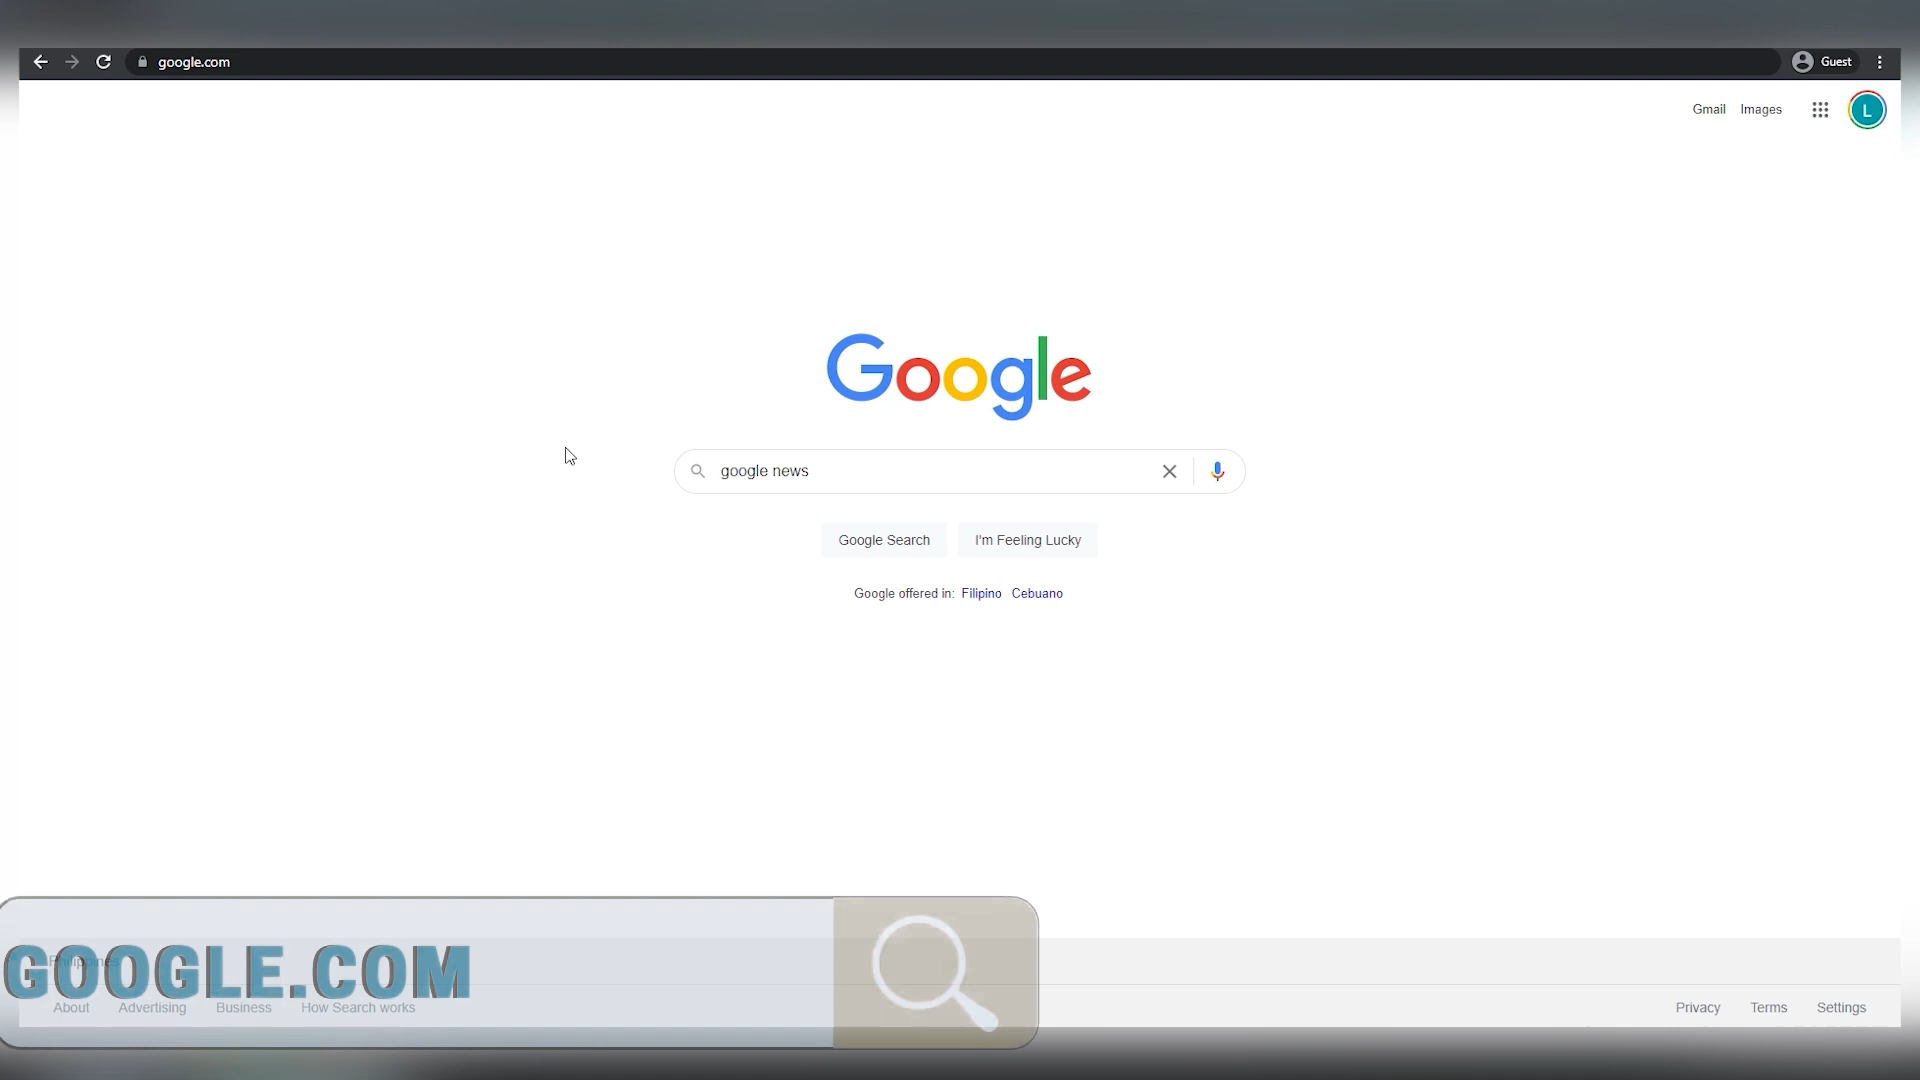 google.com
Guest
Gmail Images
L
Google
google news
Google Search I'm Feeling Lucky
Google offered in: Filipino Cebuano
Philippines
GOOGLE.COM
About Advertising Business How Search works
Privacy Terms Settings